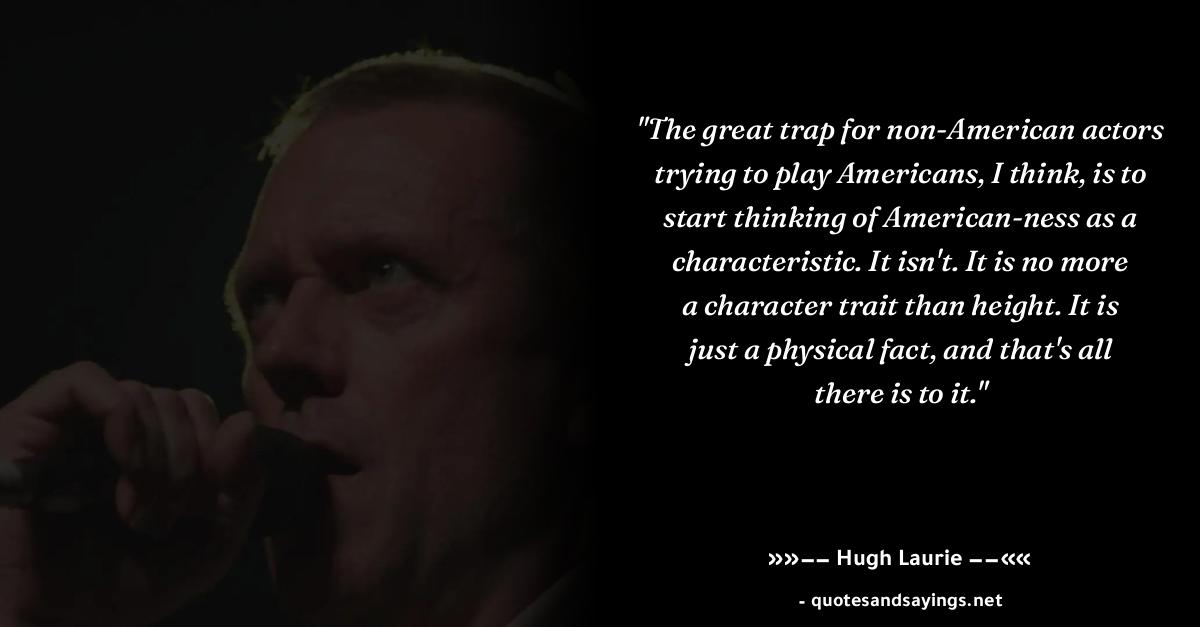 "The great trap for non-American actors
trying to play Americans, I think, is to
start thinking of American-ness as a
characteristic. It isn't. It is no more
a character trait than height. It is
just a physical fact, and that's all
there is to it."
»»−− Hugh Laurie −−««
- quotesandsayings.net